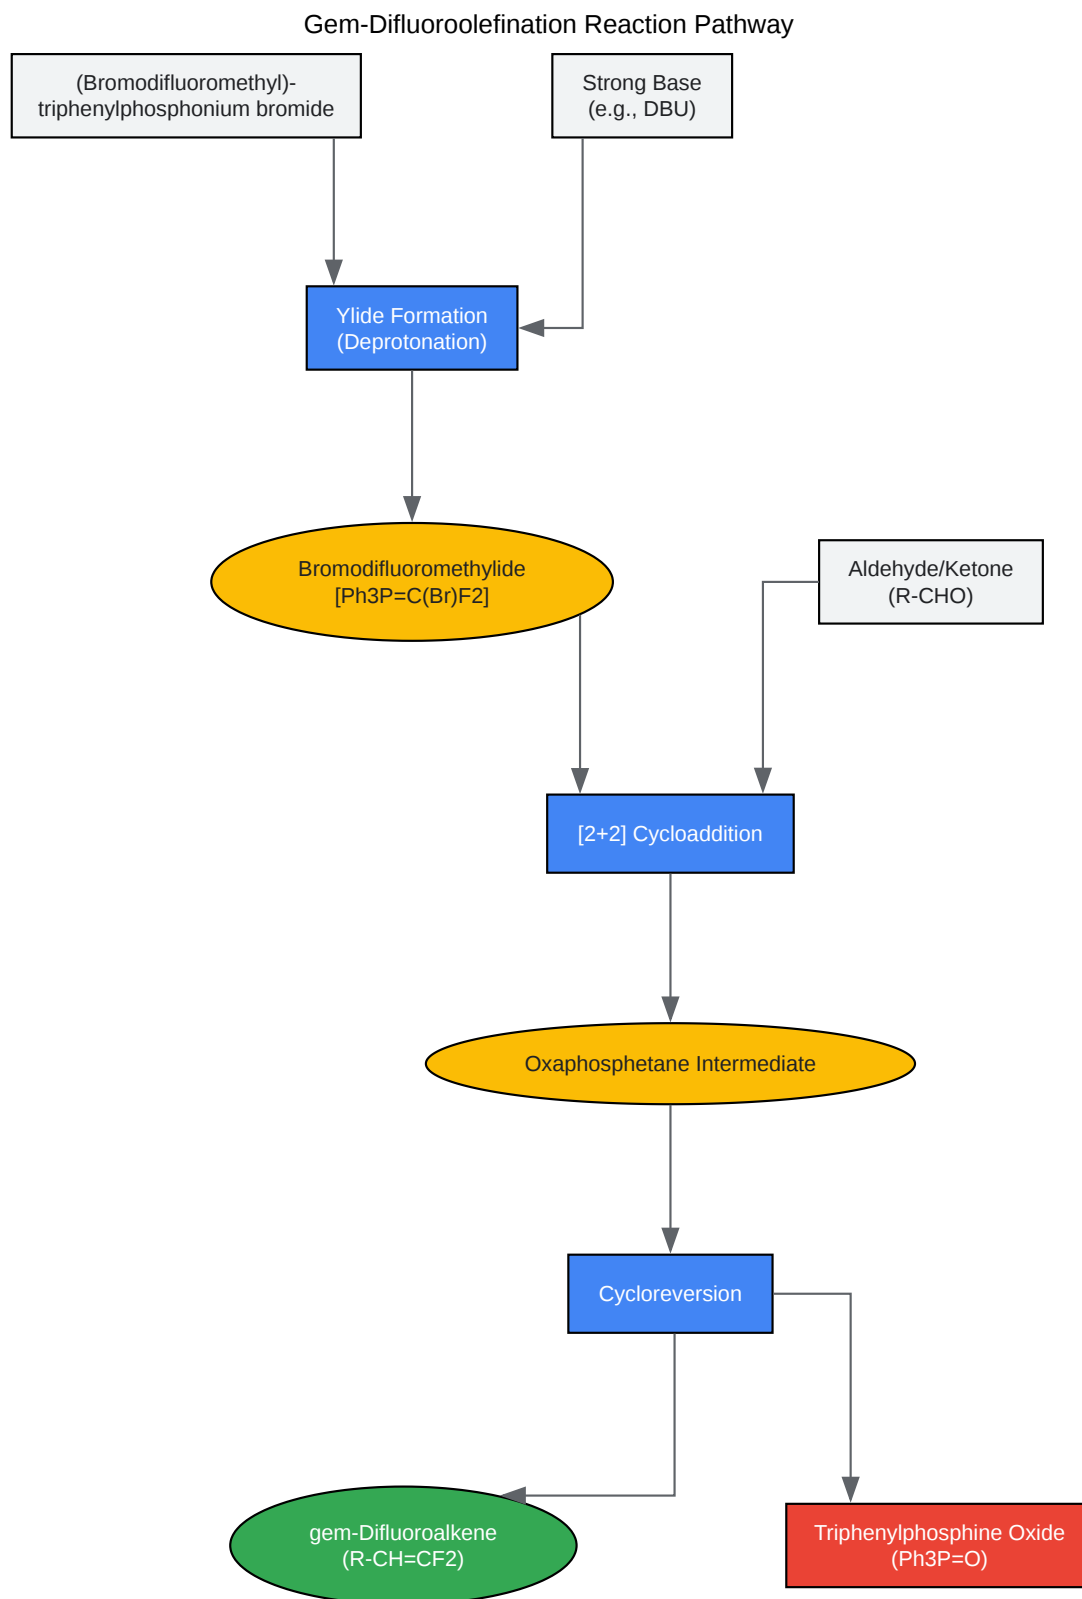 Gem-Difluoroolefination Reaction Pathway
(Bromodifluoromethyl)-
triphenylphosphonium bromide
Strong Base
(e.g., DBU)
Ylide Formation
(Deprotonation)
Bromodifluoromethylide
[Ph3P=C(Br)F2]
Aldehyde/Ketone
(R-CHO)
[2+2] Cycloaddition
Oxaphosphetane Intermediate
Cycloreversion
gem-Difluoroalkene
(R-CH=CF2)
Triphenylphosphine Oxide
(Ph3P=O)